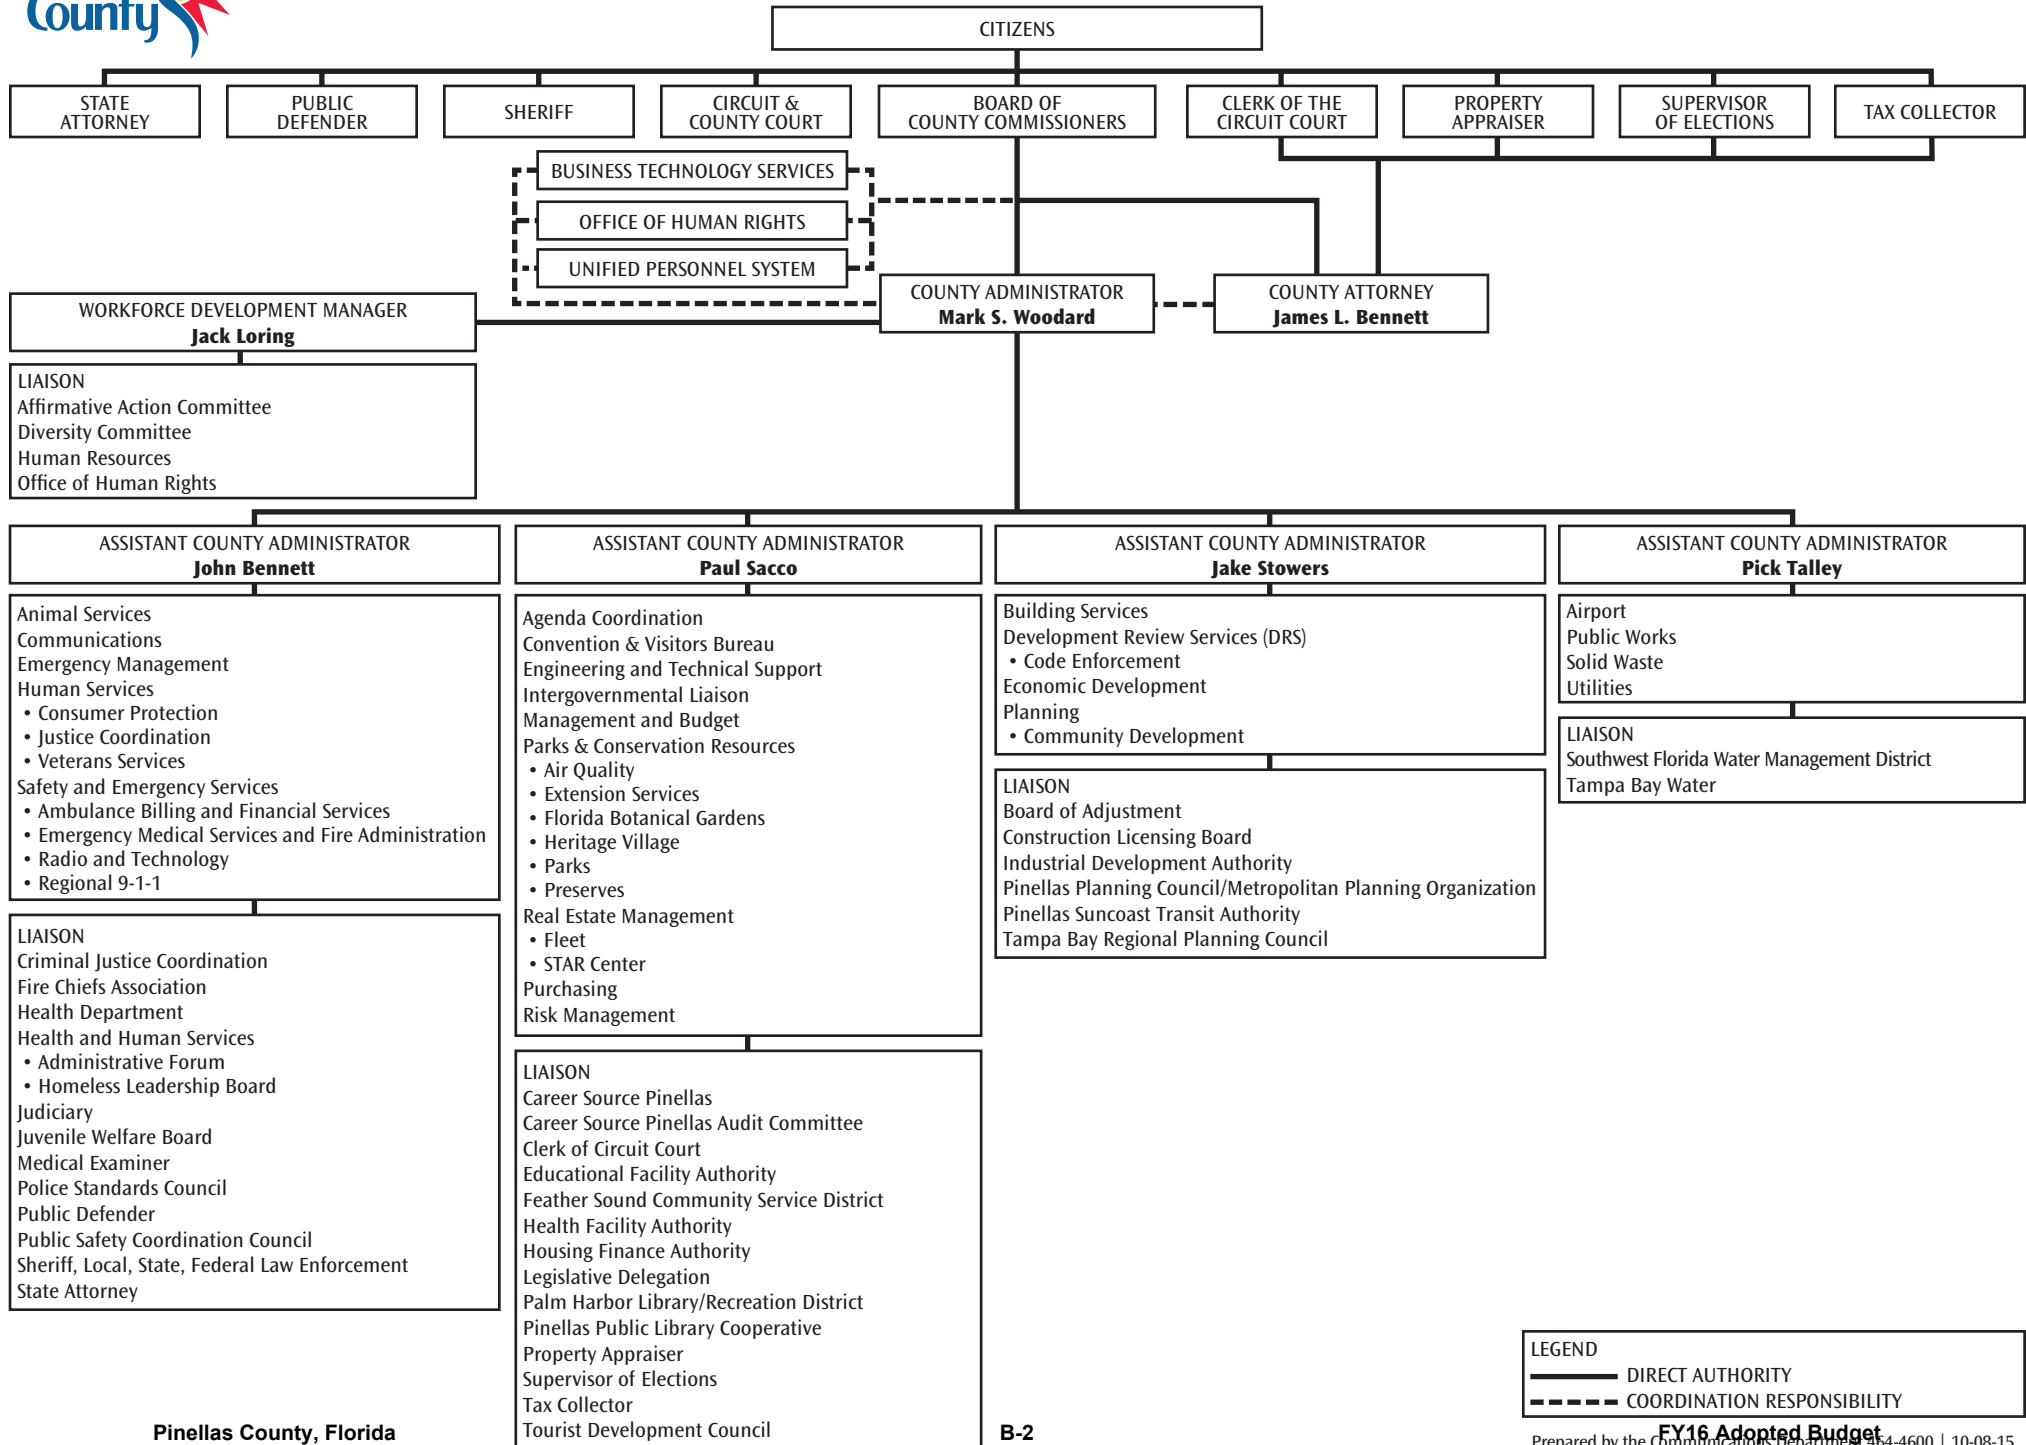 County
CITIZENS
STATE
ATTORNEY
PUBLIC
DEFENDER
SHERIFF
CIRCUIT &
COUNTY COURT
BOARD OF
COUNTY COMMISSIONERS
CLERK OF THE
CIRCUIT COURT
PROPERTY
APPRAISER
SUPERVISOR
OF ELECTIONS
TAX COLLECTOR
BUSINESS TECHNOLOGY SERVICES
OFFICE OF HUMAN RIGHTS
UNIFIED PERSONNEL SYSTEM
COUNTY ADMINISTRATOR
Mark S. Woodard
COUNTY ATTORNEY
James L. Bennett
WORKFORCE DEVELOPMENT MANAGER
Jack Loring
LIAISON
Affirmative Action Committee
Diversity Committee
Human Resources
Office of Human Rights
ASSISTANT COUNTY ADMINISTRATOR
John Bennett
Animal Services
Communications
Emergency Management
Human Services
• Consumer Protection
• Justice Coordination
• Veterans Services
Safety and Emergency Services
• Ambulance Billing and Financial Services
• Emergency Medical Services and Fire Administration
• Radio and Technology
• Regional 9-1-1
LIAISON
Criminal Justice Coordination
Fire Chiefs Association
Health Department
Health and Human Services
• Administrative Forum
• Homeless Leadership Board
Judiciary
Juvenile Welfare Board
Medical Examiner
Police Standards Council
Public Defender
Public Safety Coordination Council
Sheriff, Local, State, Federal Law Enforcement
State Attorney
ASSISTANT COUNTY ADMINISTRATOR
Paul Sacco
Agenda Coordination
Convention & Visitors Bureau
Engineering and Technical Support
Intergovernmental Liaison
Management and Budget
Parks & Conservation Resources
• Air Quality
• Extension Services
• Florida Botanical Gardens
• Heritage Village
• Parks
• Preserves
Real Estate Management
• Fleet
• STAR Center
Purchasing
Risk Management
LIAISON
Career Source Pinellas
Career Source Pinellas Audit Committee
Clerk of Circuit Court
Educational Facility Authority
Feather Sound Community Service District
Health Facility Authority
Housing Finance Authority
Legislative Delegation
Palm Harbor Library/Recreation District
Pinellas Public Library Cooperative
Property Appraiser
Supervisor of Elections
Tax Collector
Tourist Development Council
ASSISTANT COUNTY ADMINISTRATOR
Jake Stowers
Building Services
Development Review Services (DRS)
• Code Enforcement
Economic Development
Planning
• Community Development
LIAISON
Board of Adjustment
Construction Licensing Board
Industrial Development Authority
Pinellas Planning Council/Metropolitan Planning Organization
Pinellas Suncoast Transit Authority
Tampa Bay Regional Planning Council
ASSISTANT COUNTY ADMINISTRATOR
Pick Talley
Airport
Public Works
Solid Waste
Utilities
LIAISON
Southwest Florida Water Management District
Tampa Bay Water
LEGEND
DIRECT AUTHORITY
COORDINATION RESPONSIBILITY
Pinellas County, Florida
B-2
FY16 Adopted Budget
Prepared by the Communications Department 464-4600 | 10-08-15